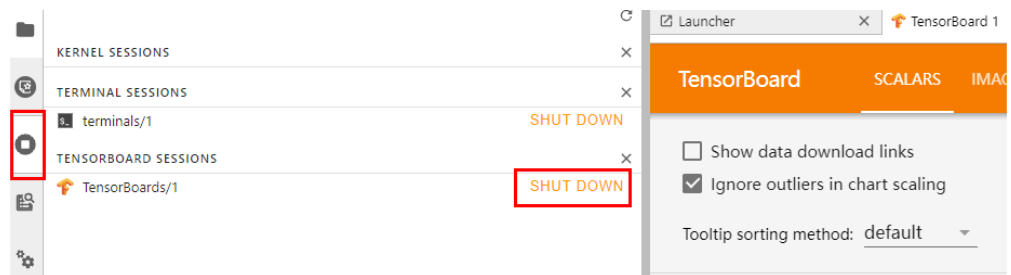 KERNEL SESSIONS
TERMINAL SESSIONS
$_ terminals/1 SHUT DOWN
TENSORBOARD SESSIONS
TensorBoards/1 SHUT DOWN
Launcher TensorBoard 1
TensorBoard SCALARS IMAG
Show data download links
Ignore outliers in chart scaling
Tooltip sorting method: default